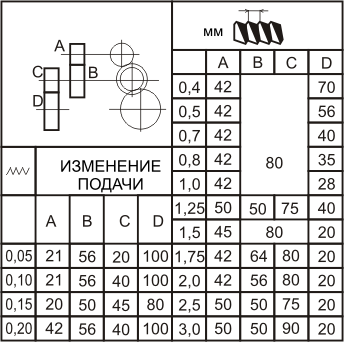 мм
A
C
B
D
A B C D
0,4 42 70
0,5 42 56
0,7 42 40
0,8 42 35
80
1,0 42 28
1,25 50 50 75 40
1,5 45 80 20
1,75 42 64 80 20
2,0 42 56 80 20
2,5 50 50 75 20
3,0 50 50 90 20
ИЗМЕНЕНИЕ
ПОДАЧИ
A B C D
0,05 21 56 20 100
0,10 21 56 40 100
0,15 20 50 45 80
0,20 42 56 40 100